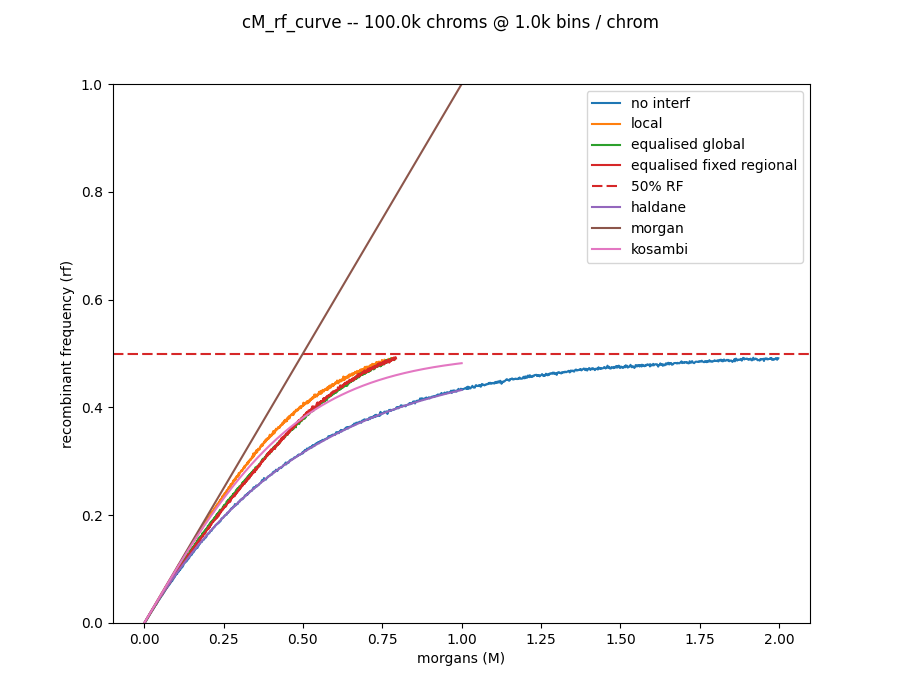 cM_rf_curve -- 100.0k chroms @ 1.0k bins / chrom
no interf
local
equalised global
equalised fixed regional
50% RF
haldane
morgan
kosambi
recombinant frequency (rf)
1.0
0.8
0.6
0.4
0.2
0.0
0.00 0.25 0.50 0.75 1.00 1.25 1.50 1.75 2.00
morgans (M)